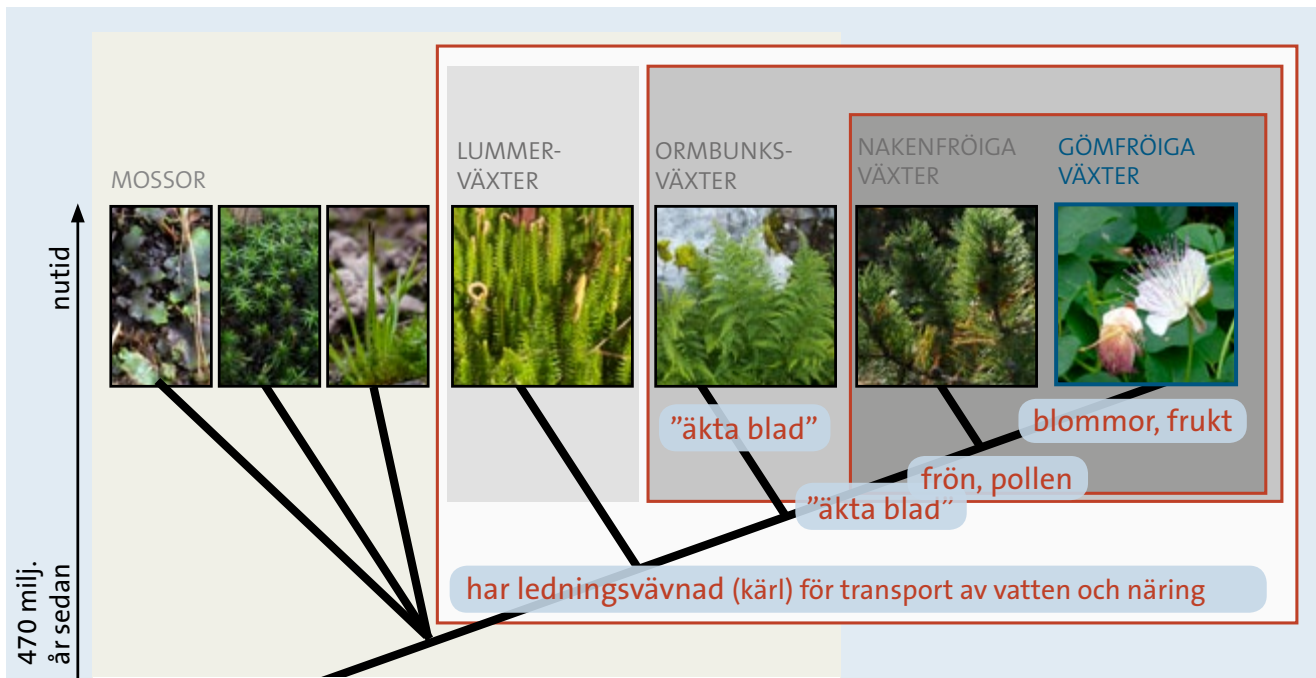 MOSSOR
LUMMER-
VÄXTER
ORMBUNKS-
VÄXTER
NAKENFRÖIGA
VÄXTER
GÖMFRÖIGA
VÄXTER
nutid
470 milj.
år sedan
”äkta blad”
blommor, frukt
frön, pollen
”äkta blad”
har ledningsvävnad (kärl) för transport av vatten och näring